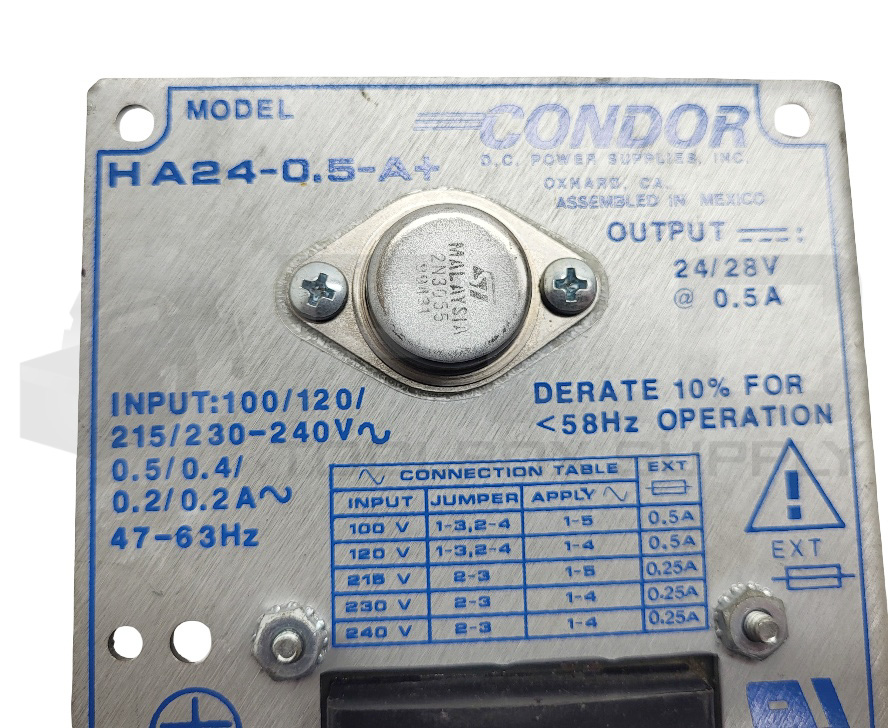 MODEL
HA24-0.5-A+
CONDOR
D.C. POWER SUPPLIES, INC.
OXNARD, CA.
ASSEMBLED IN MEXICO
OUTPUT ⎓:
24/28V
@ 0.5A
MALAYSIA
2N3055
INPUT:100/120/
215/230-240V∿
0.5/0.4/
0.2/0.2A∿
47-63Hz
DERATE 10% FOR
<58Hz OPERATION
∿ CONNECTION TABLE EXT
INPUT JUMPER APPLY ∿
100 V 1-3,2-4 1-5 0.5A
120 V 1-3,2-4 1-4 0.5A
215 V 2-3 1-5 0.25A
230 V 2-3 1-4 0.25A
240 V 2-3 1-4 0.25A
!
EXT